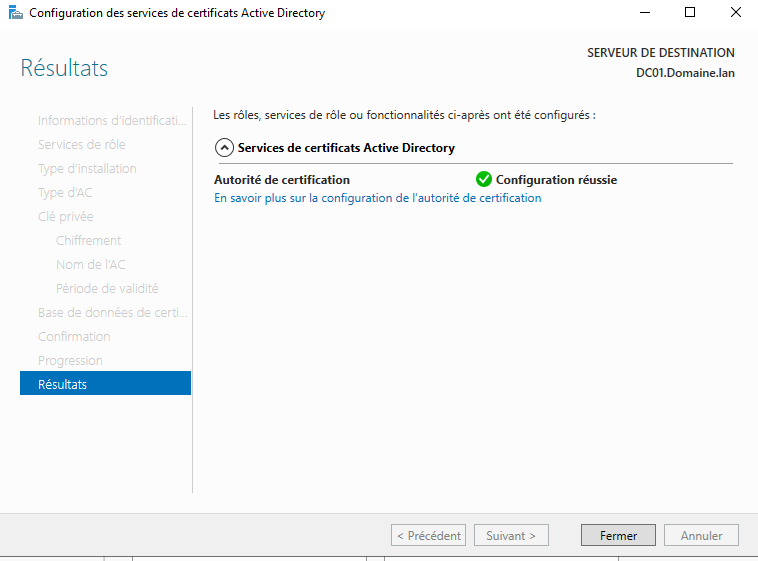 Configuration des services de certificats Active Directory
Résultats
SERVEUR DE DESTINATION
DC01.Domaine.lan
Informations d'identificati...
Services de rôle
Type d'installation
Type d'AC
Clé privée
Chiffrement
Nom de l'AC
Période de validité
Base de données de certi...
Confirmation
Progression
Résultats
Les rôles, services de rôle ou fonctionnalités ci-après ont été configurés :
Services de certificats Active Directory
Autorité de certification
Configuration réussie
En savoir plus sur la configuration de l'autorité de certification
< Précédent
Suivant >
Fermer
Annuler